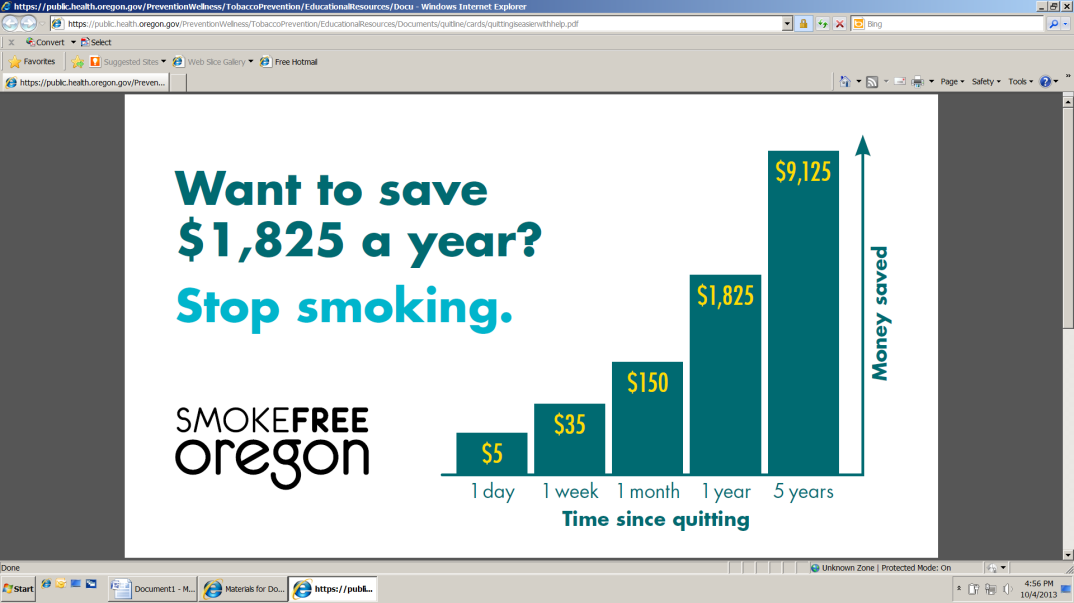 https://public.health.oregon.gov/PreventionWellness/TobaccoPrevention/EducationalResources/Docu - Windows Internet Explorer
https://public.health.oregon.gov/PreventionWellness/TobaccoPrevention/EducationalResources/Documents/quitline/cards/quittingiseasierwithhelp.pdf
Bing
x Convert Select
Favorites Suggested Sites Web Slice Gallery Free Hotmail
https://public.health.oregon.gov/Preven... Page Safety Tools »
Want to save
$1,825 a year?
Stop smoking.
SMOKEFREE
oregon
$5
$35
$150
$1,825
$9,125
Money saved
1 day 1 week 1 month 1 year 5 years
Time since quitting
Done Unknown Zone | Protected Mode: On
Start Document1 - M... Materials for Do... https://publi... 4:56 PM
10/4/2013